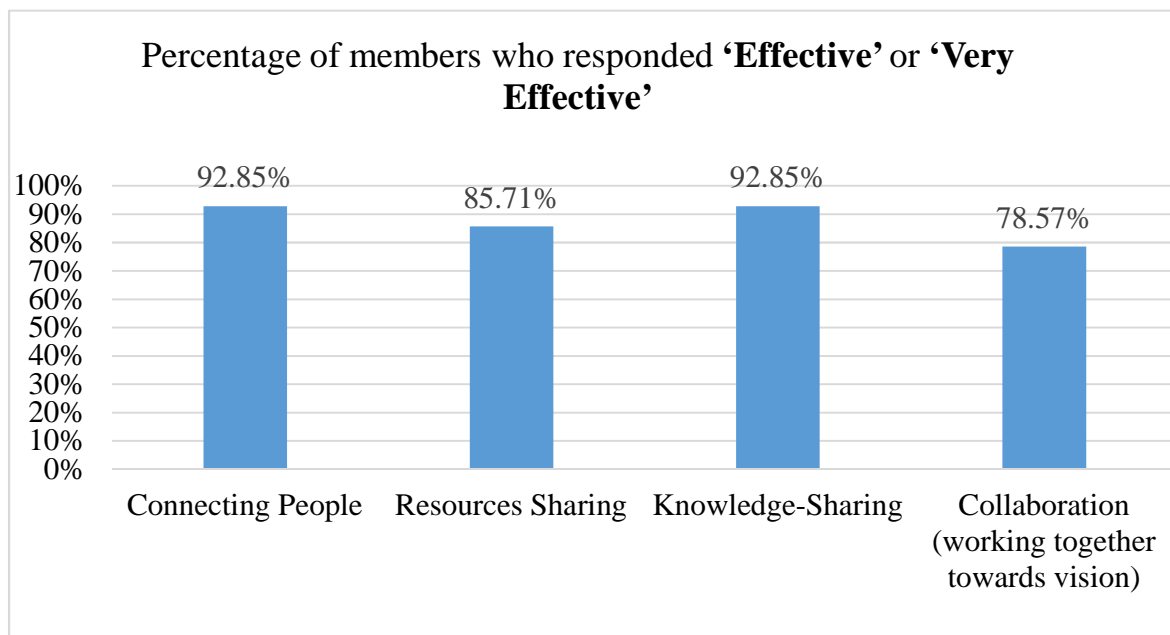 Percentage of members who responded ‘Effective’ or ‘Very
Effective’
92.85%
85.71%
92.85%
78.57%
100%
90%
80%
70%
60%
50%
40%
30%
20%
10%
0%
Connecting People
Resources Sharing
Knowledge-Sharing
Collaboration
(working together
towards vision)